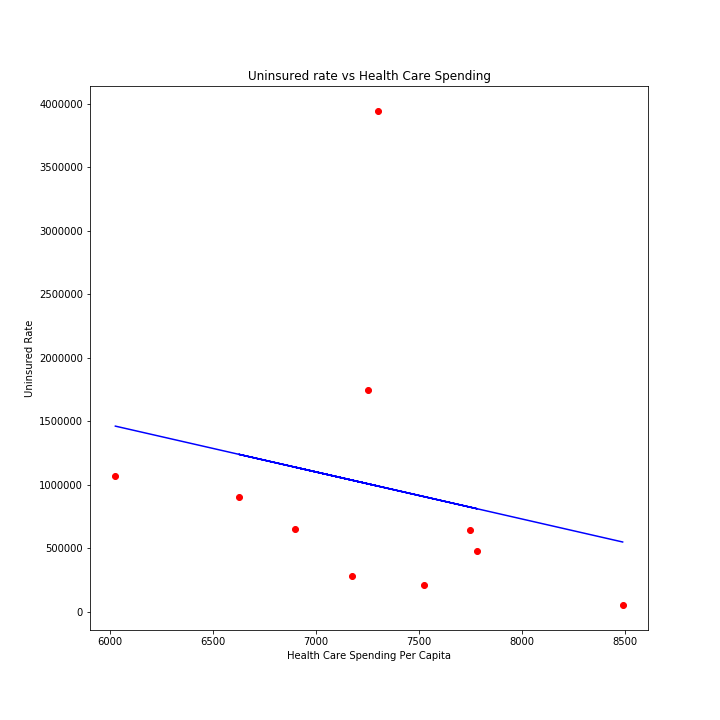 Uninsured rate vs Health Care Spending
4000000
3500000
3000000
2500000
2000000
1500000
1000000
500000
0
Uninsured Rate
6000 6500 7000 7500 8000 8500
Health Care Spending Per Capita